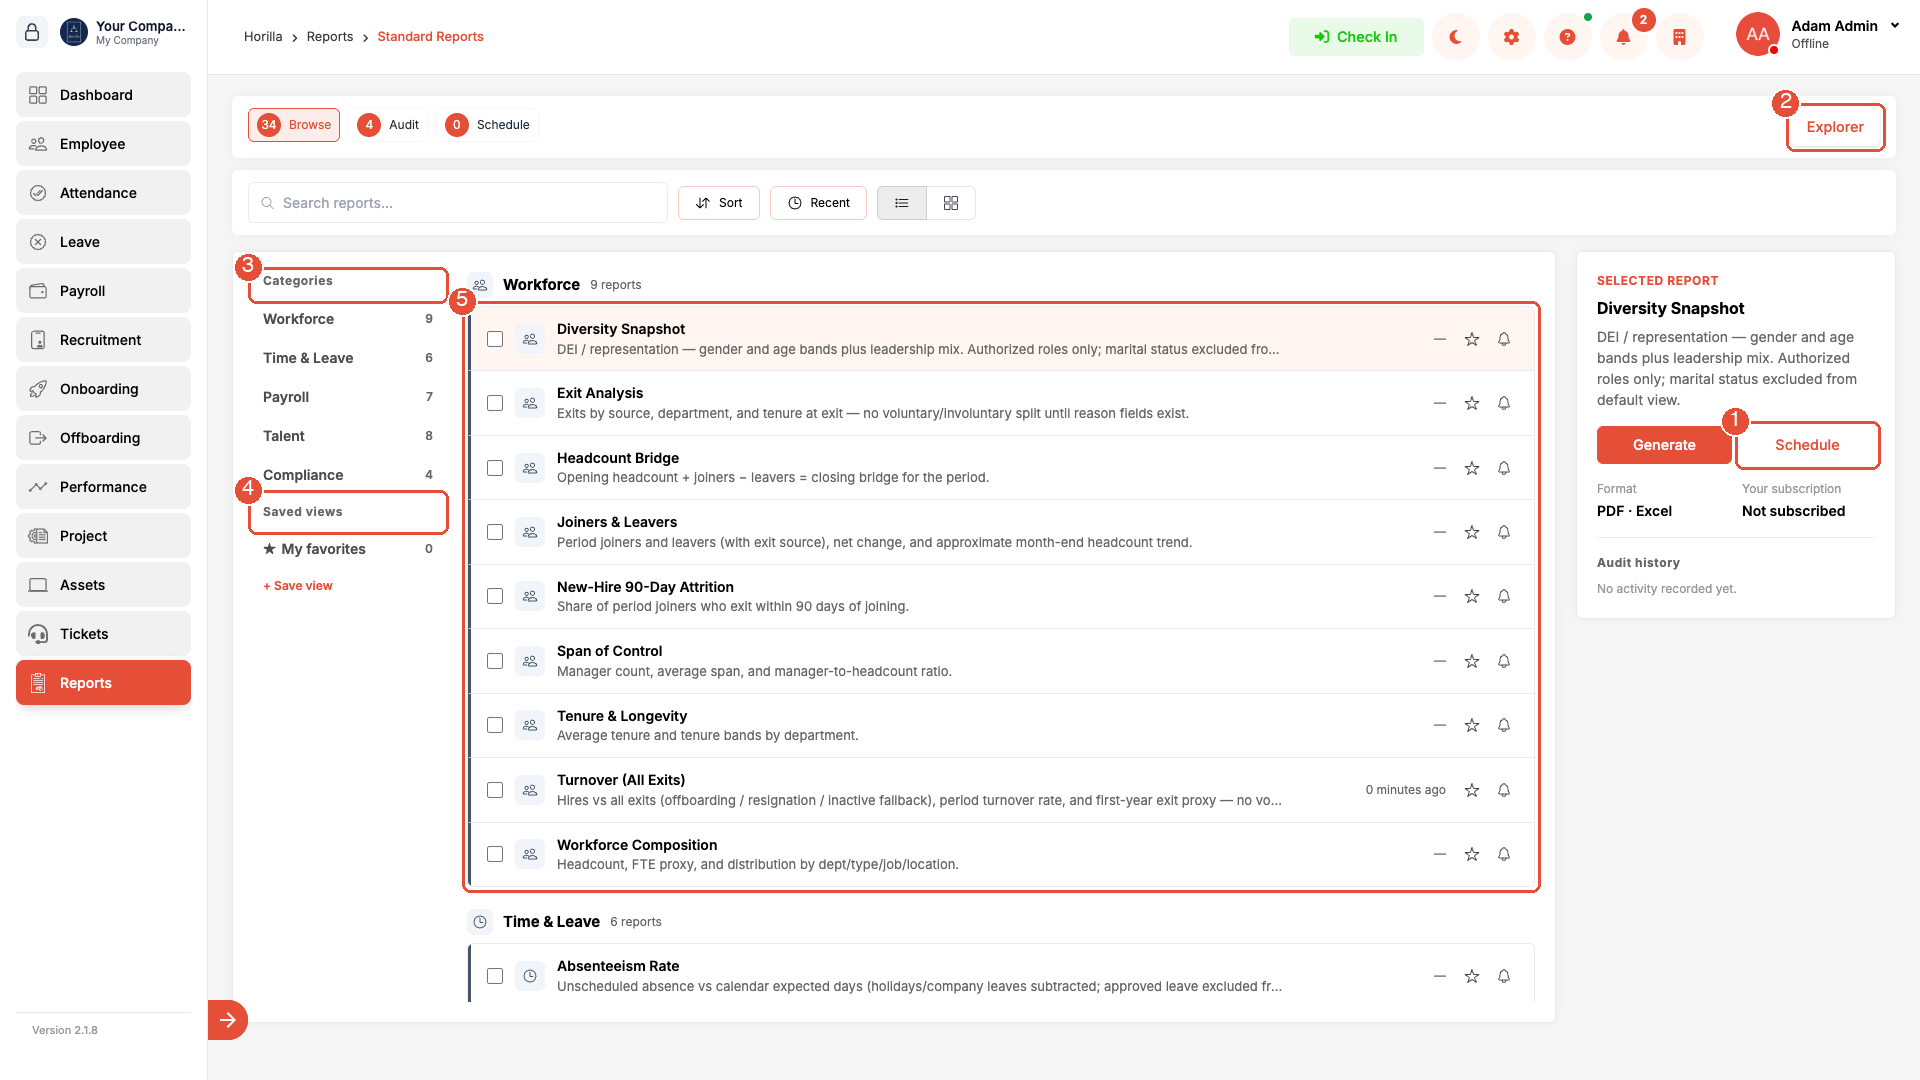 Your Compa...
My Company
Dashboard
Employee
Attendance
Leave
Payroll
Recruitment
Onboarding
Offboarding
Performance
Project
Assets
Tickets
Reports
Version 2.1.8
Horilla
Reports
Standard Reports
Check In
2
AA
Adam Admin
Offline
34 Browse
4 Audit
0 Schedule
2
Explorer
Search reports...
Sort
Recent
3
Categories
Workforce 9
Time & Leave 6
Payroll 7
Talent 8
Compliance 4
4
Saved views
★ My favorites 0
+ Save view
Workforce 9 reports
5
Diversity Snapshot
DEI / representation — gender and age bands plus leadership mix. Authorized roles only; marital status excluded fro...
—
Exit Analysis
Exits by source, department, and tenure at exit — no voluntary/involuntary split until reason fields exist.
—
Headcount Bridge
Opening headcount + joiners − leavers = closing bridge for the period.
—
Joiners & Leavers
Period joiners and leavers (with exit source), net change, and approximate month-end headcount trend.
—
New-Hire 90-Day Attrition
Share of period joiners who exit within 90 days of joining.
—
Span of Control
Manager count, average span, and manager-to-headcount ratio.
—
Tenure & Longevity
Average tenure and tenure bands by department.
—
Turnover (All Exits)
Hires vs all exits (offboarding / resignation / inactive fallback), period turnover rate, and first-year exit proxy — no vo...
0 minutes ago
Workforce Composition
Headcount, FTE proxy, and distribution by dept/type/job/location.
—
Time & Leave 6 reports
Absenteeism Rate
Unscheduled absence vs calendar expected days (holidays/company leaves subtracted; approved leave excluded fr...
—
SELECTED REPORT
Diversity Snapshot
DEI / representation — gender and age
bands plus leadership mix. Authorized
roles only; marital status excluded from
default view.
1
Generate
Schedule
Format
PDF · Excel
Your subscription
Not subscribed
Audit history
No activity recorded yet.